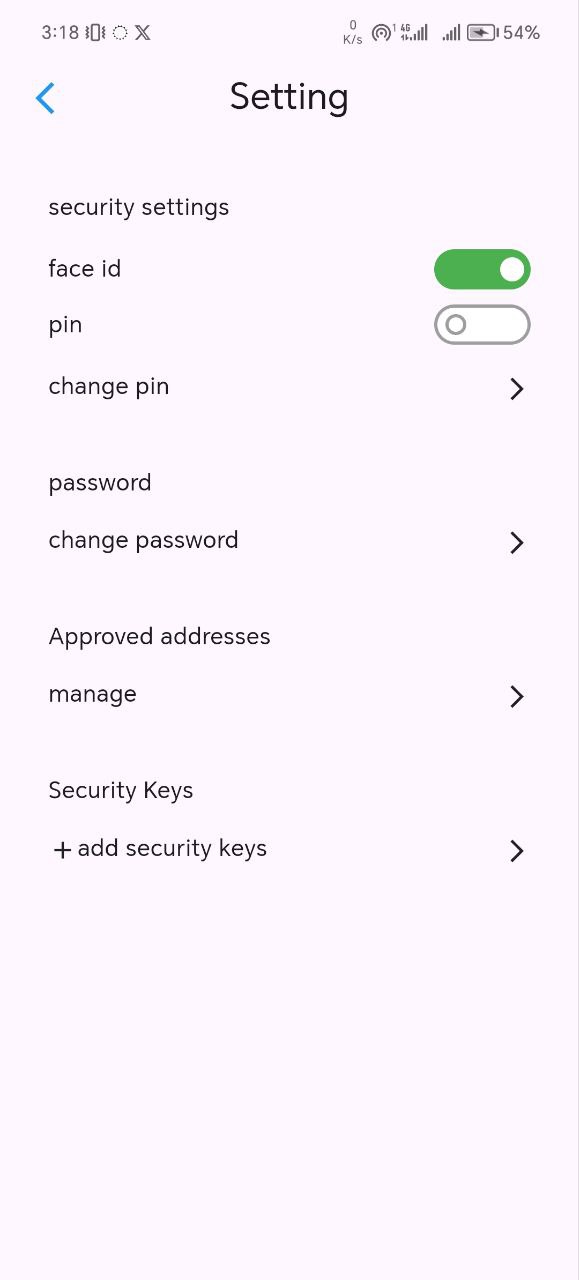 3:18
0
K/s
1
4G
54%
Setting
security settings
face id
pin
change pin
password
change password
Approved addresses
manage
Security Keys
+ add security keys